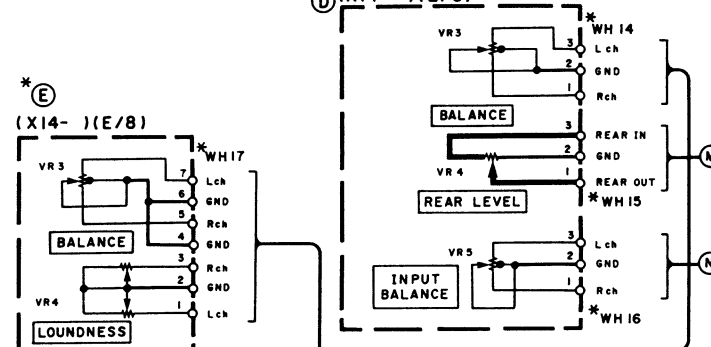 D
* WH14
VR3
3 Lch
2 GND
1 Rch
BALANCE
3 REAR IN
2 GND
VR4
1 REAR OUT
REAR LEVEL
* WH15
3 Lch
VR5
2 GND
INPUT
BALANCE
1 Rch
* WH16
* E
(X14- )(E/8)
* WH17
VR3
7 Lch
6 GND
5 Rch
BALANCE
4 GND
3 Rch
2 GND
VR4
1 Lch
LOUNDNESS